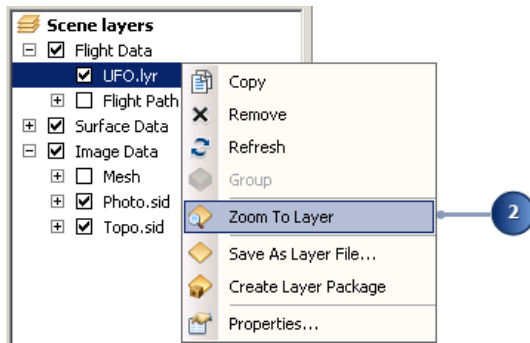 Scene layers
Flight Data
UFO.lyr
Flight Path
Surface Data
Image Data
Mesh
Photo.sid
Topo.sid
Copy
Remove
Refresh
Group
Zoom To Layer
2
Save As Layer File...
Create Layer Package
Properties...